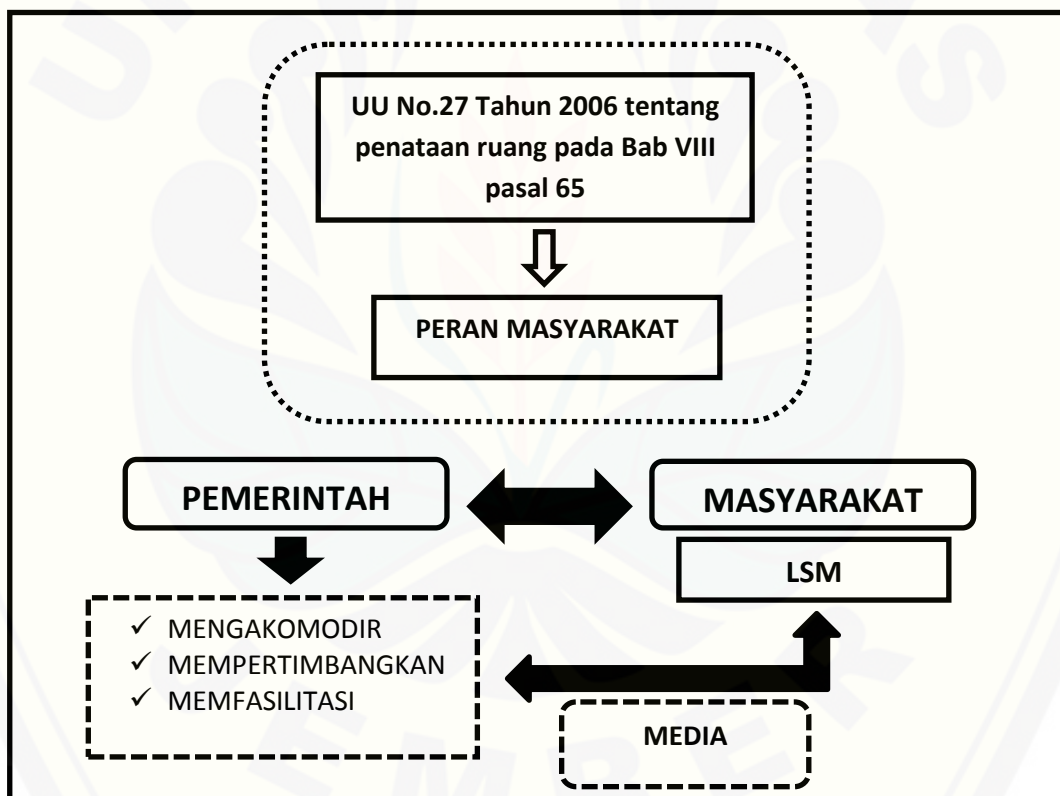 UU No.27 Tahun 2006 tentang
penataan ruang pada Bab VIII
pasal 65
PERAN MASYARAKAT
PEMERINTAH
MASYARAKAT
LSM
✓ MENGAKOMODIR
✓ MEMPERTIMBANGKAN
✓ MEMFASILITASI
MEDIA